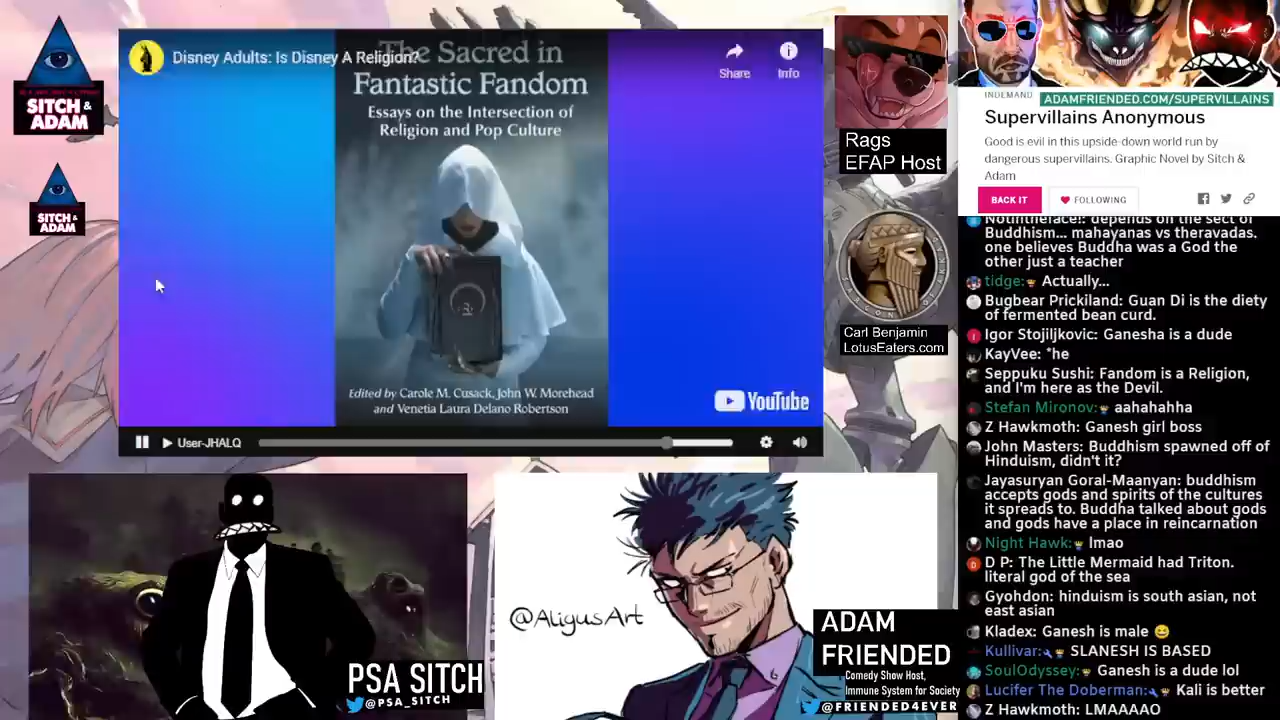 SITCH &
ADAM
SITCH &
ADAM
Disney Adults: Is Disney A Religion?
The Sacred in
Fantastic Fandom
Essays on the Intersection of
Religion and Pop Culture
Edited by Carole M. Cusack, John W. Morehead
and Venetia Laura Delano Robertson
Share
Info
YouTube
User-JHALQ
Rags
EFAP Host
Carl Benjamin
LotusEaters.com
INDEMAND
ADAMFRIENDED.COM/SUPERVILLAINS
Supervillains Anonymous
Good is evil in this upside-down world run by
dangerous supervillains. Graphic Novel by Sitch &
Adam
BACK IT
FOLLOWING
NotInTheface!: depends on the sect of
Buddhism... mahayanas vs theravadas.
one believes Buddha was a God the
other just a teacher
tidge: Actually...
Bugbear Prickiland: Guan Di is the diety
of fermented bean curd.
Igor Stojiljkovic: Ganesha is a dude
KayVee: *he
Seppuku Sushi: Fandom is a Religion,
and I'm here as the Devil.
Stefan Mironov: aahahahha
Z Hawkmoth: Ganesh girl boss
John Masters: Buddhism spawned off of
Hinduism, didn't it?
Jayasuryan Goral-Maanyan: buddhism
accepts gods and spirits of the cultures
it spreads to. Buddha talked about gods
and gods have a place in reincarnation
Night Hawk: lmao
D P: The Little Mermaid had Triton.
literal god of the sea
Gyohdon: hinduism is south asian, not
east asian
Kladex: Ganesh is male 😄
Kullivar: SLANESH IS BASED
SoulOdyssey: Ganesh is a dude lol
Lucifer The Doberman: Kali is better
Z Hawkmoth: LMAAAAO
PSA SITCH
@PSA_SITCH
@AligusArt
ADAM
FRIENDED
Comedy Show Host,
Immune System for Society
@FRIENDED4EVER